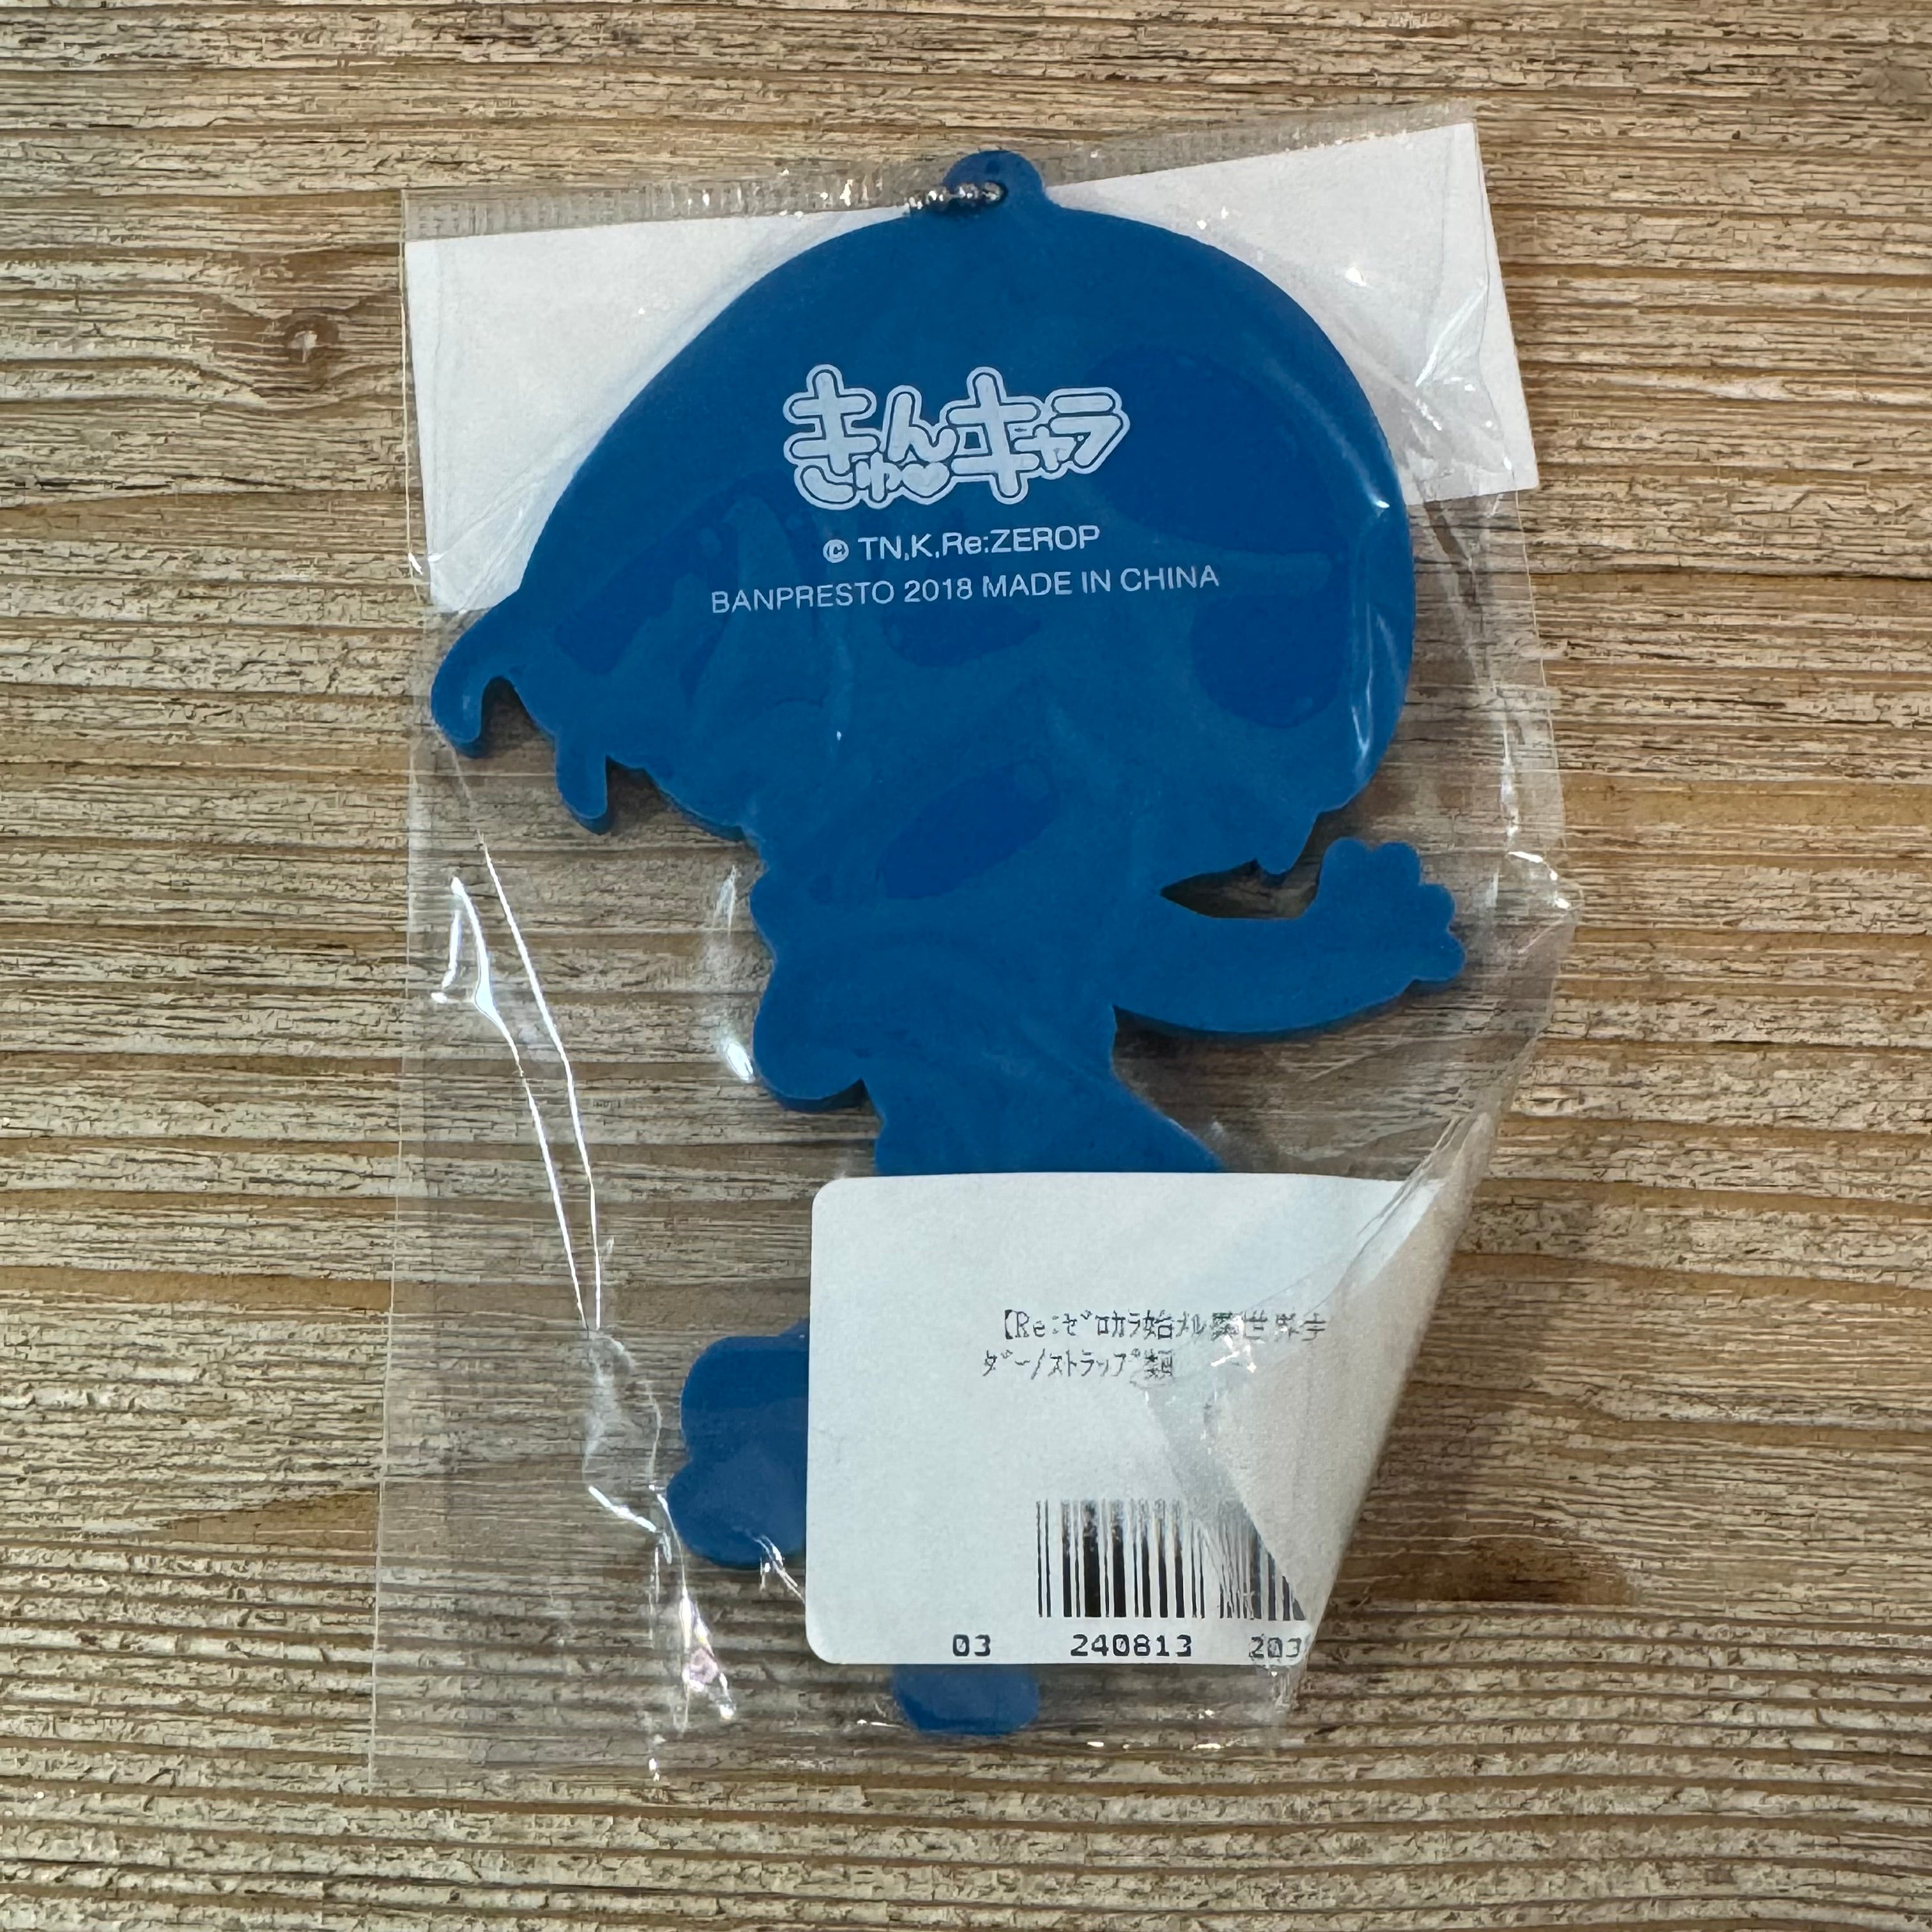 きゅんキャラ
© TN,K,Re:ZEROP
BANPRESTO 2018 MADE IN CHINA
【Re:ゼロカラ始メル異世界
ダー/ストラップ類
03 240813 203